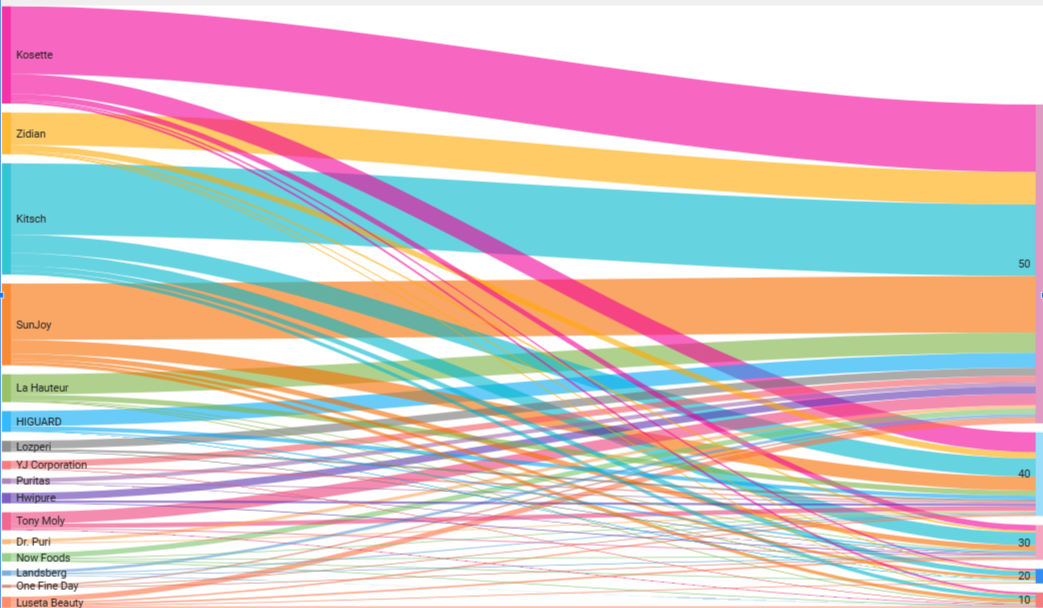 Kosette
Zidian
Kitsch
50
SunJoy
La Hauteur
HIGUARD
Lozperi
YJ Corporation
40
Puritas
Hwipure
Tony Moly
Dr. Puri
30
Now Foods
Landsberg
20
One Fine Day
10
Luseta Beauty